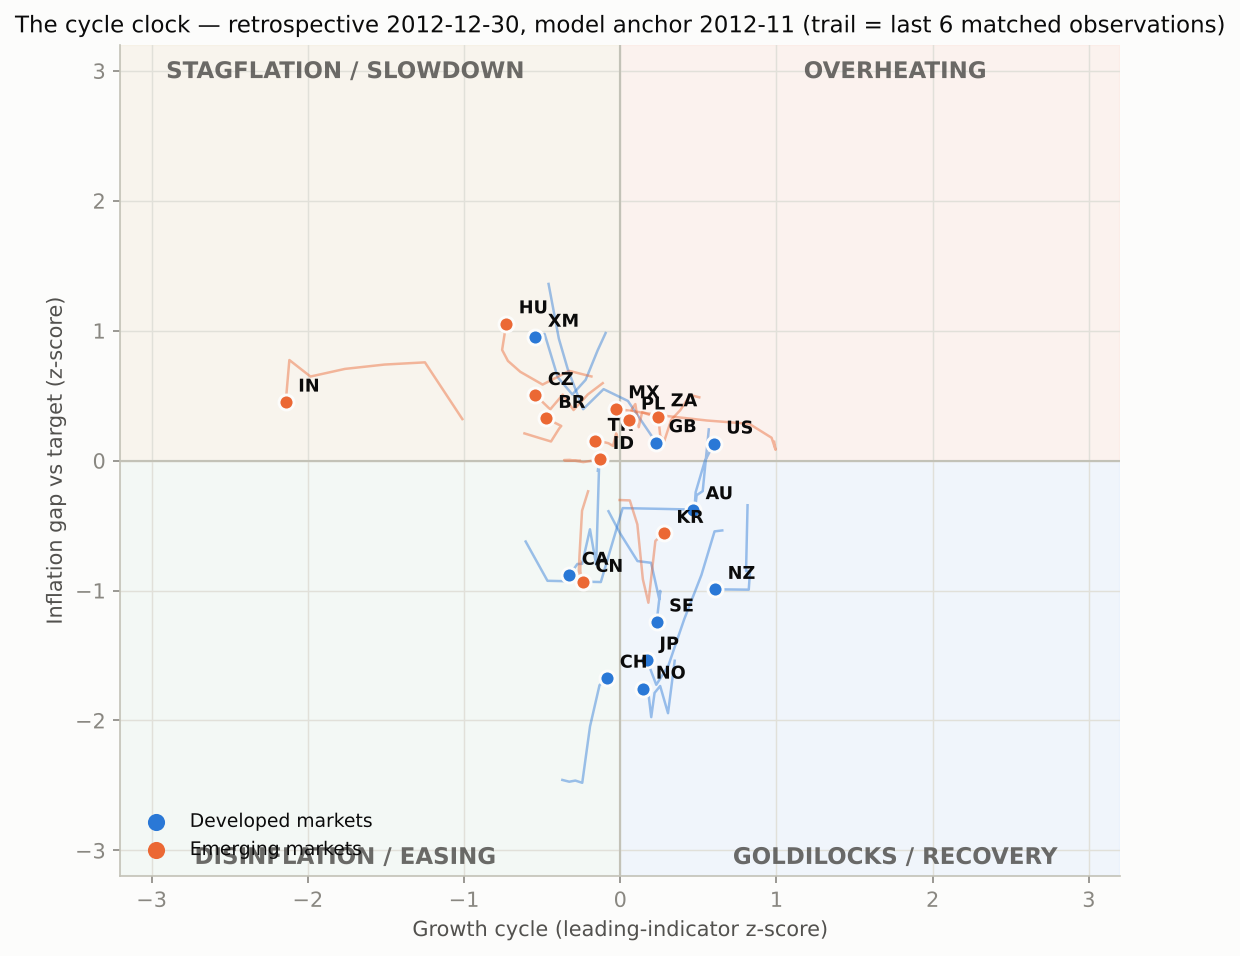 The cycle clock — retrospective 2012-12-30, model anchor 2012-11 (trail = last 6 matched observations)
STAGFLATION / SLOWDOWN
OVERHEATING
3
2
1
0
−1
−2
−3
Inflation gap vs target (z-score)
HU
XM
IN
CZ
BR
MX
PL
ZA
TH
GB
US
ID
AU
KR
CA
CN
NZ
SE
JP
CH
NO
Developed markets
Emerging markets
DISINFLATION / EASING
GOLDILOCKS / RECOVERY
−3
−2
−1
0
1
2
3
Growth cycle (leading-indicator z-score)